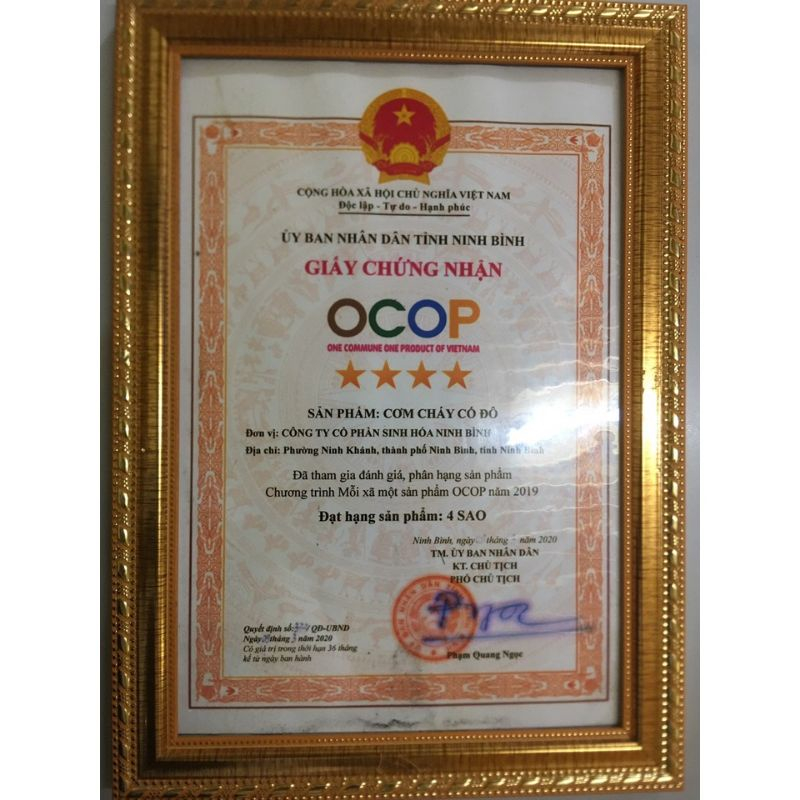 CỘNG HÒA XÃ HỘI CHỦ NGHĨA VIỆT NAM
Độc lập - Tự do - Hạnh phúc
ỦY BAN NHÂN DÂN TỈNH NINH BÌNH
GIẤY CHỨNG NHẬN
OCOP
ONE COMMUNE ONE PRODUCT OF VIETNAM
SẢN PHẨM: CƠM CHÁY CỐ ĐÔ
Đơn vị: CÔNG TY CỔ PHẦN SINH HÓA NINH BÌNH
Địa chỉ: Phường Ninh Khánh, thành phố Ninh Bình, tỉnh Ninh Bình
Đã tham gia đánh giá, phân hạng sản phẩm
Chương trình Mỗi xã một sản phẩm OCOP năm 2019
Đạt hạng sản phẩm: 4 SAO
Ninh Bình, ngày tháng năm 2020
TM. ỦY BAN NHÂN DÂN
KT. CHỦ TỊCH
PHÓ CHỦ TỊCH
Phạm Quang Ngọc
Quyết định số: QĐ-UBND
Ngày tháng năm 2020
Có giá trị trong thời hạn 36 tháng
kể từ ngày ban hành